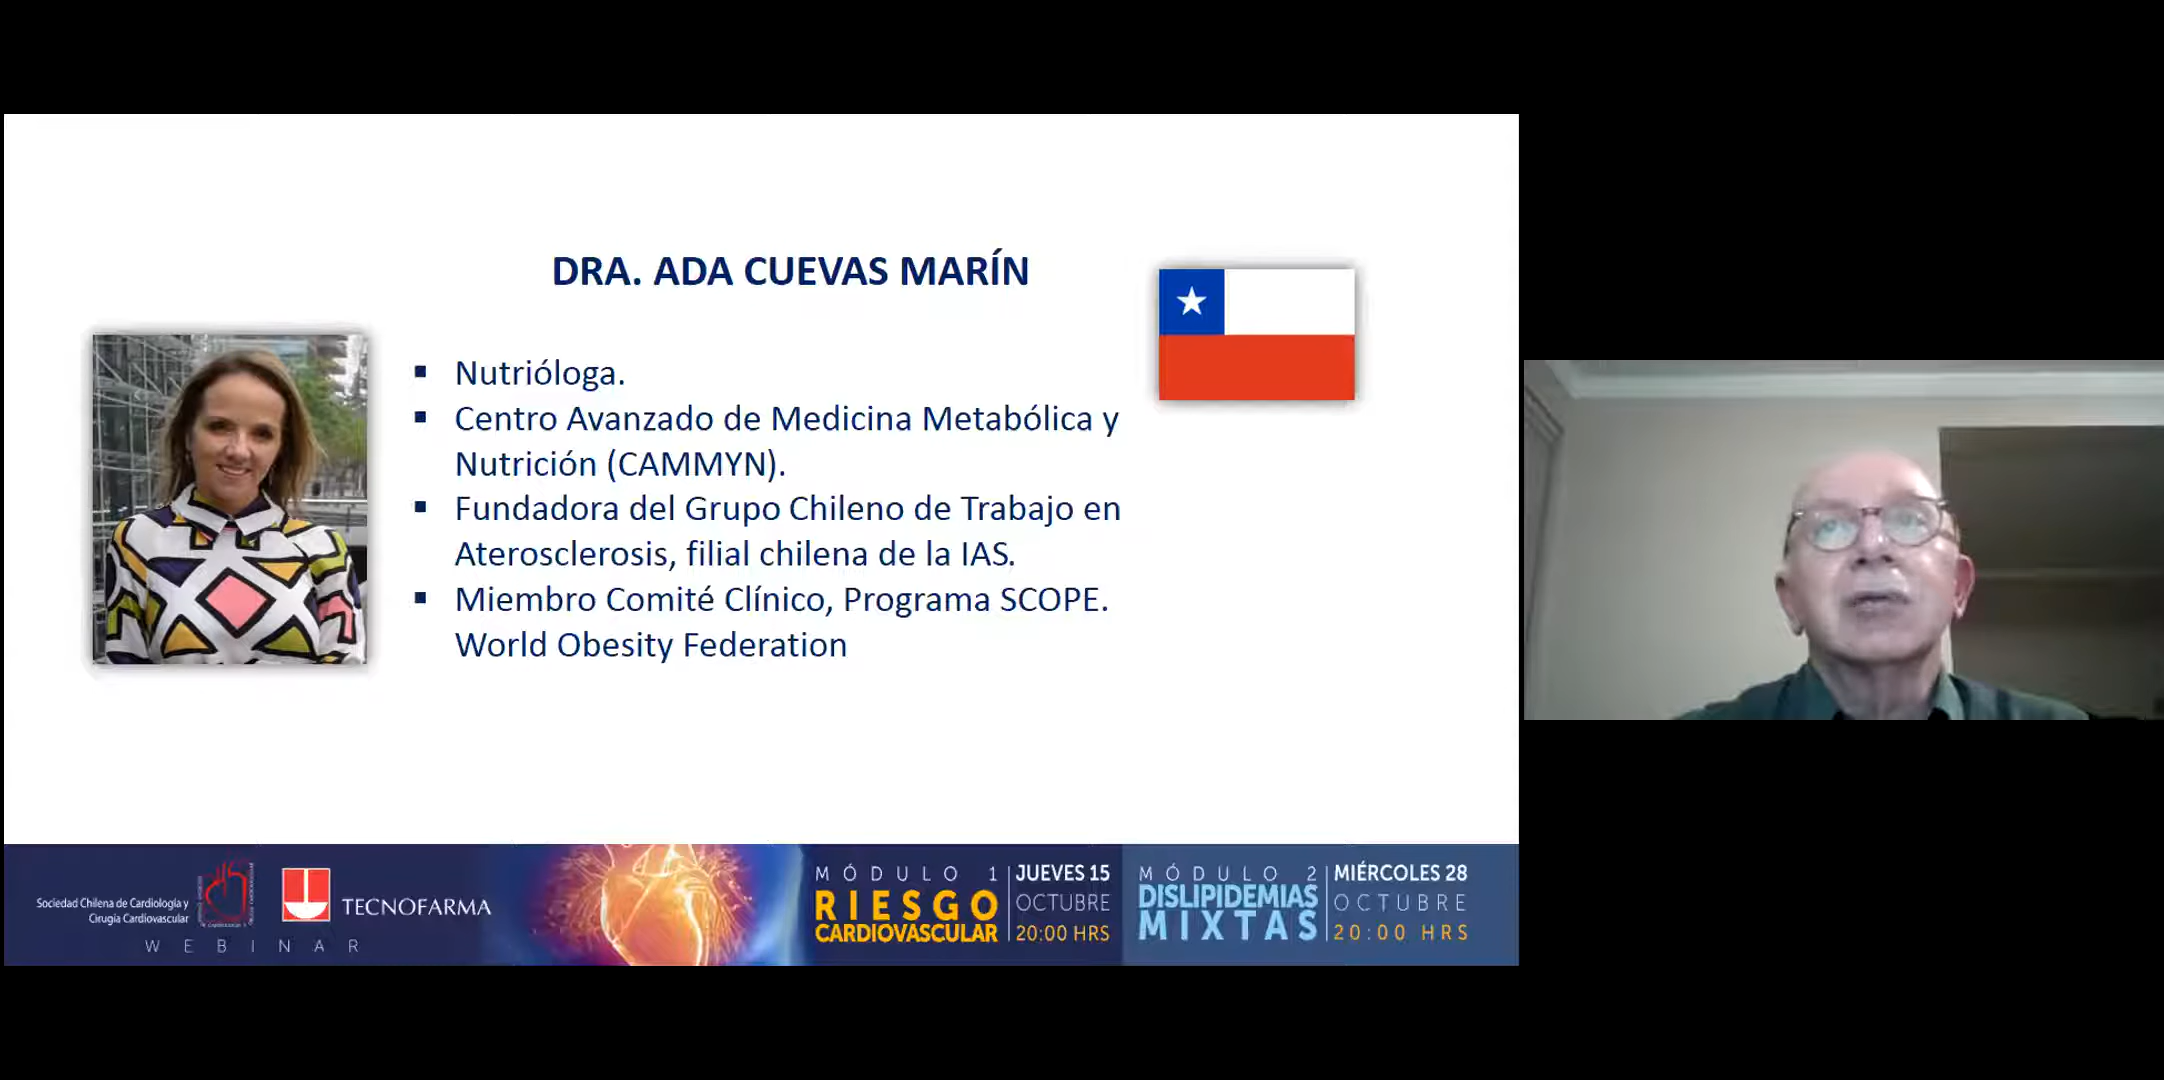 DRA. ADA CUEVAS MARÍN
▪ Nutrióloga.
▪ Centro Avanzado de Medicina Metabólica y
Nutrición (CAMMYN).
▪ Fundadora del Grupo Chileno de Trabajo en
Aterosclerosis, filial chilena de la IAS.
▪ Miembro Comité Clínico, Programa SCOPE.
World Obesity Federation
Sociedad Chilena de Cardiología y
Cirugía Cardiovascular
TECNOFARMA
WEBINAR
MÓDULO 1
RIESGO
CARDIOVASCULAR
JUEVES 15
OCTUBRE
20:00 HRS
MÓDULO 2
DISLIPIDEMIAS
MIXTAS
MIÉRCOLES 28
OCTUBRE
20:00 HRS